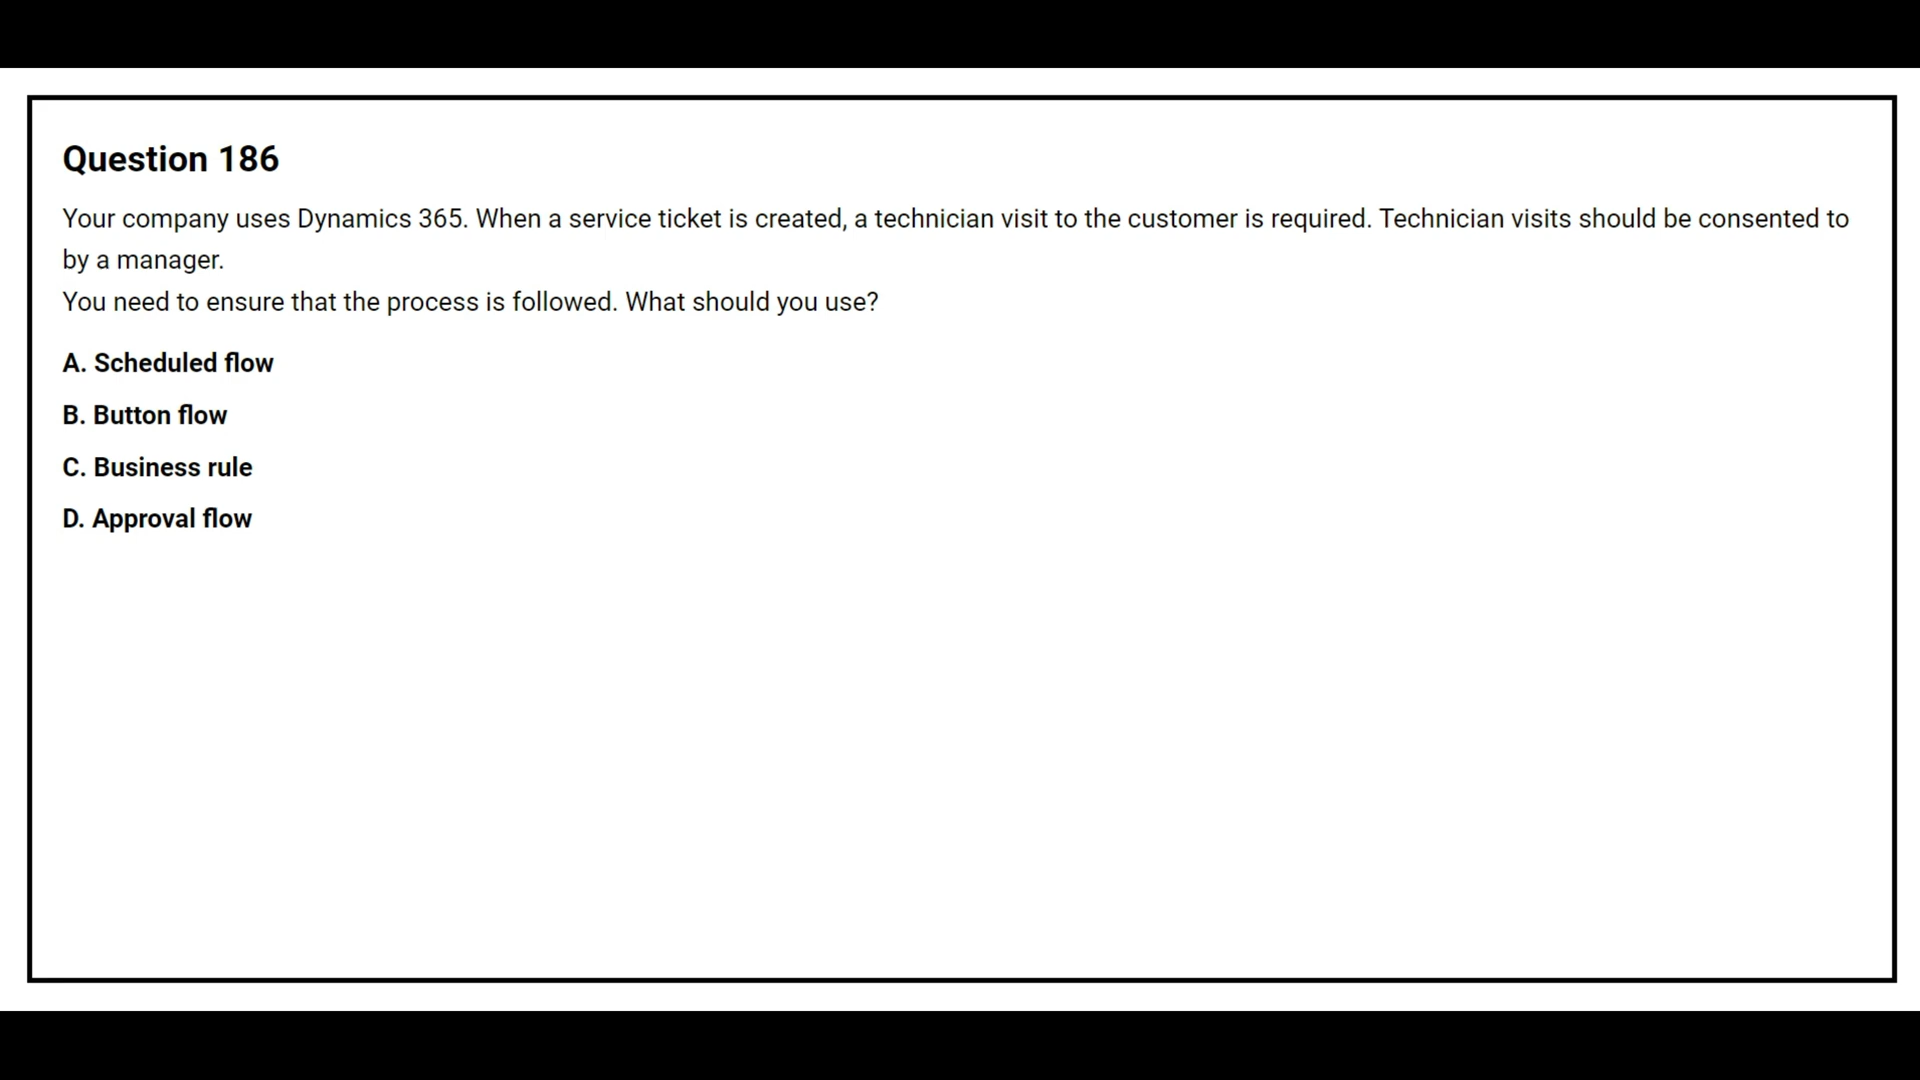 Question 186
Your company uses Dynamics 365. When a service ticket is created, a technician visit to the customer is required. Technician visits should be consented to
by a manager.
You need to ensure that the process is followed. What should you use?
A. Scheduled flow
B. Button flow
C. Business rule
D. Approval flow